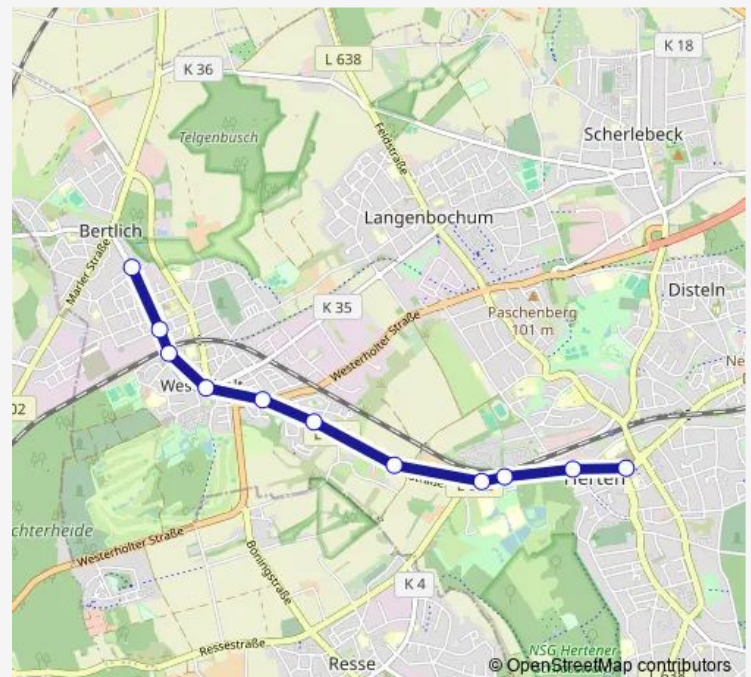 K 18
L 638
K 36
Telgenbusch
Feldstraße
Scherlebeck
Langenbochum
Bertlich
Marler Straße
Disteln
K 35
Paschenberg
101 m
Westerholter Straße
02
Herten
chterheide
Westerholter Straße
K 4
Böningstraße
Ressestraße
Resse
NSG Hertener
© OpenStreetMap contributors
L 638